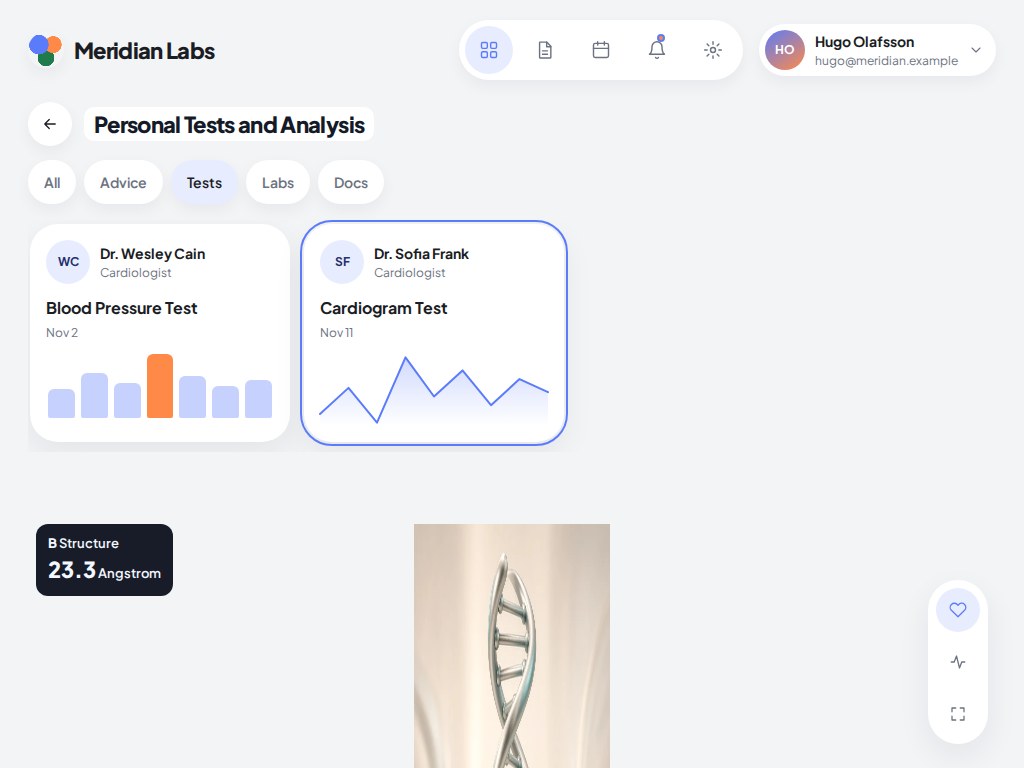 Meridian Labs
HO
Hugo Olafsson
hugo@meridian.example
Personal Tests and Analysis
All
Advice
Tests
Labs
Docs
WC
Dr. Wesley Cain
Cardiologist
Blood Pressure Test
Nov 2
SF
Dr. Sofia Frank
Cardiologist
Cardiogram Test
Nov 11
B Structure
23.3 Angstrom